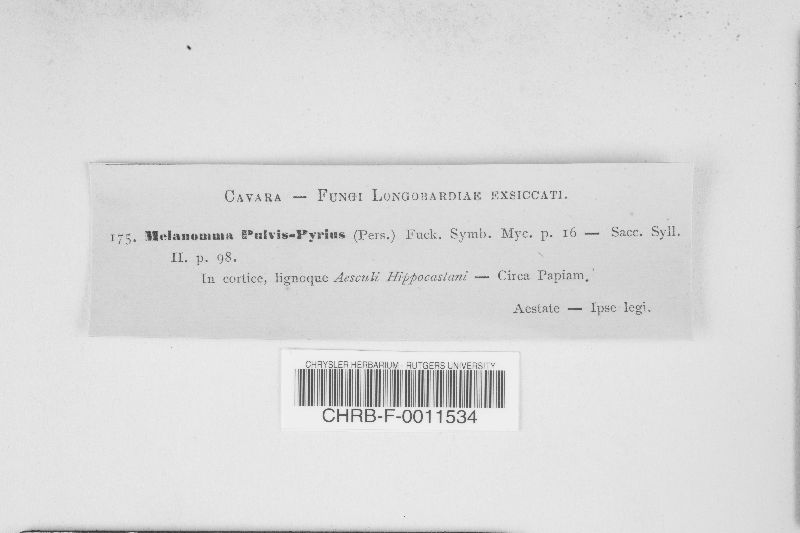 CAVARA — FUNGI LONGOBARDIAE EXSICCATI.
175. Melanomma Pulvis-Pyrius (Pers.) Fuck. Symb. Myc. p. 16 — Sacc. Syll.
II. p. 98.
In cortice, lignoque Aesculi Hippocastani — Circa Papiam.
Aestate — Ipse legi.
CHRYSLER HERBARIUM - RUTGERS UNIVERSITY
CHRB-F-0011534